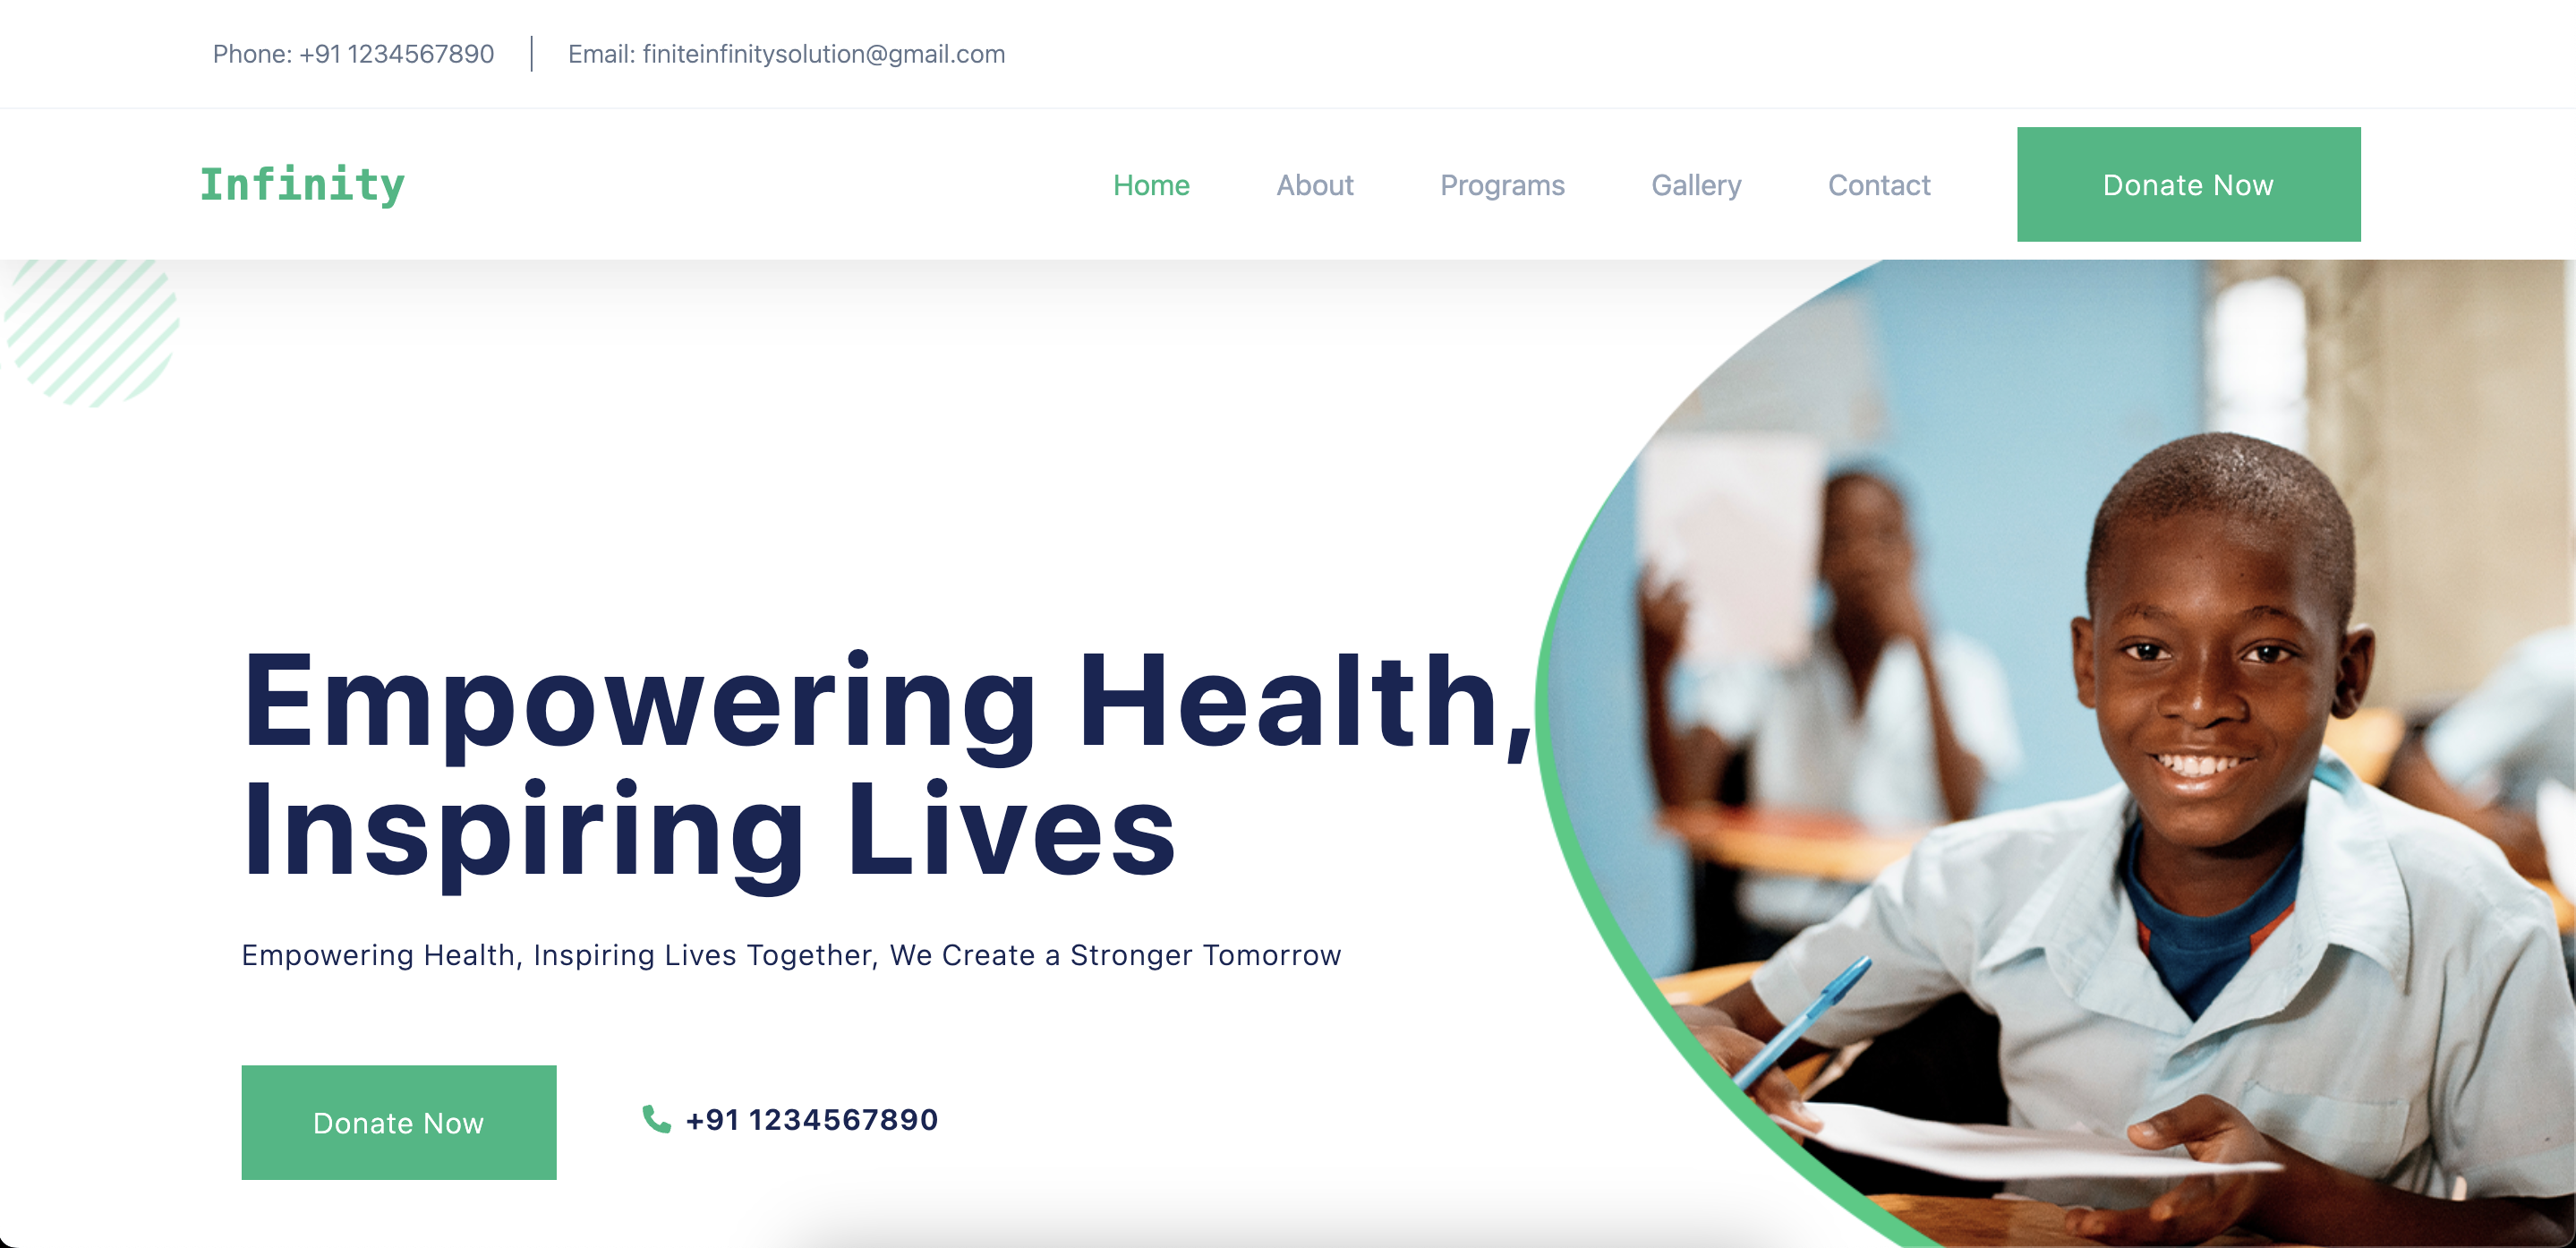 Phone: +91 1234567890
Email: finiteinfinitysolution@gmail.com
Infinity
Home
About
Programs
Gallery
Contact
Donate Now
Empowering Health,
Inspiring Lives
Empowering Health, Inspiring Lives Together, We Create a Stronger Tomorrow
Donate Now
+91 1234567890